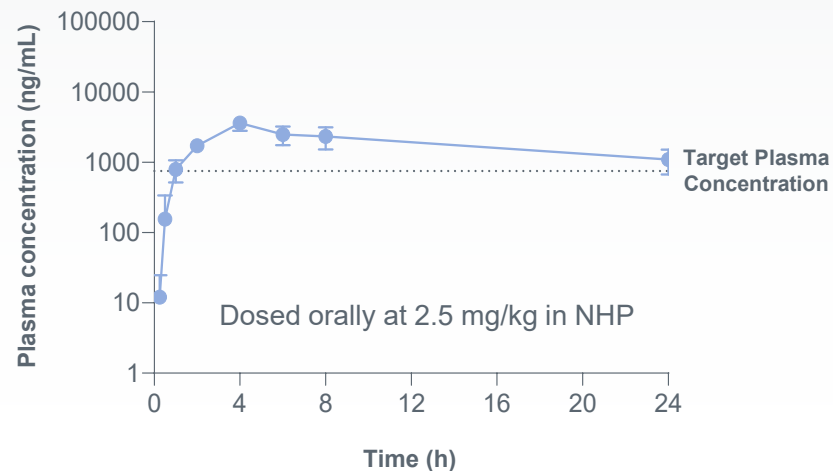 Plasma concentration (ng/mL)
100000
10000
1000
100
10
1
Target Plasma
Concentration
Dosed orally at 2.5 mg/kg in NHP
0 4 8 12 16 20 24
Time (h)